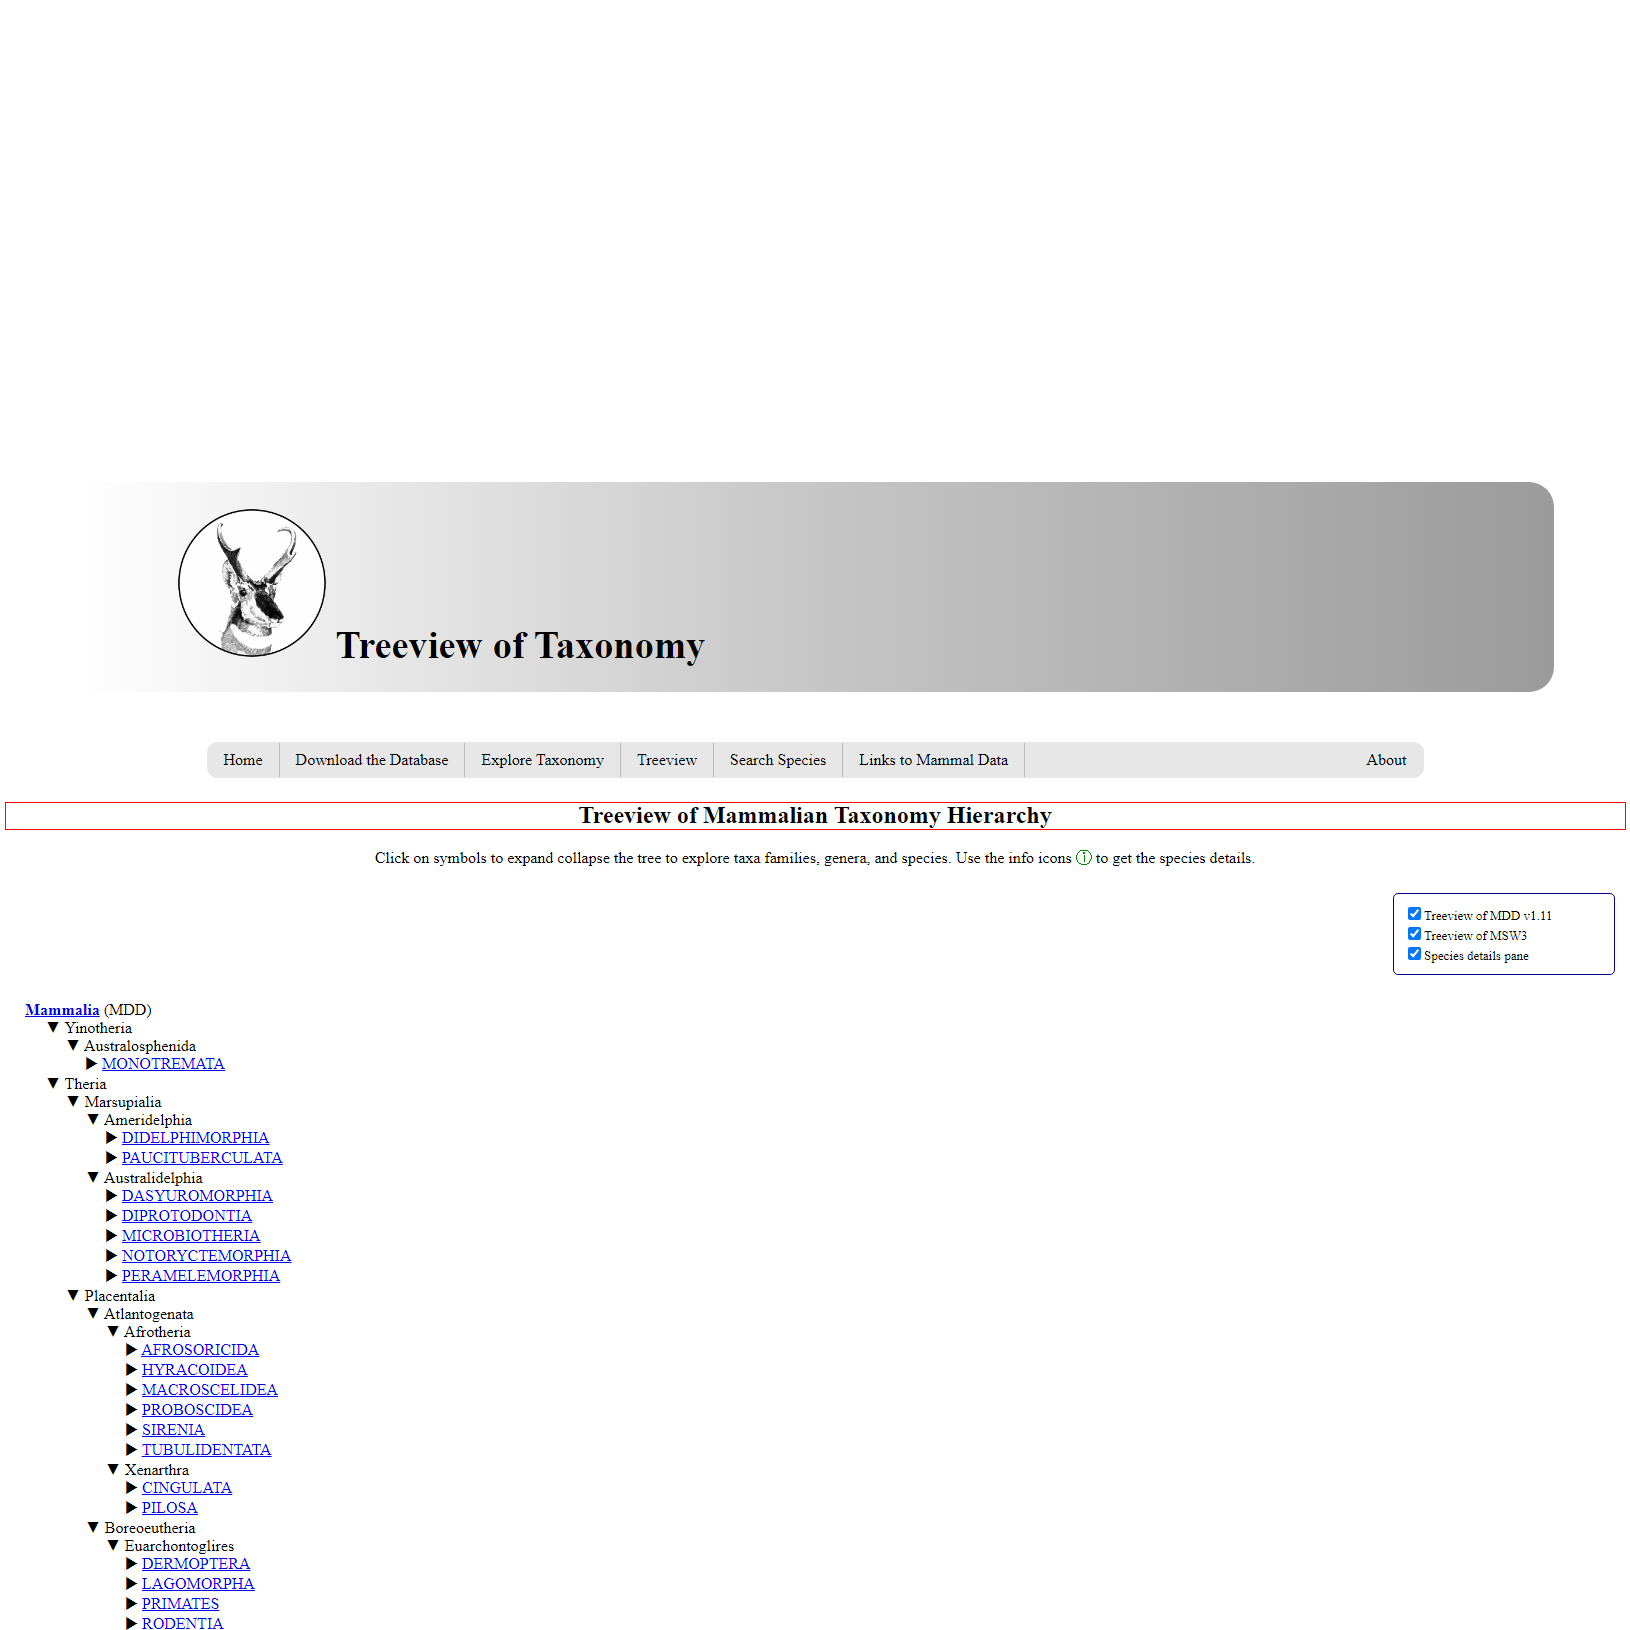 Treeview of Taxonomy
Home
Download the Database
Explore Taxonomy
Treeview
Search Species
Links to Mammal Data
About
Treeview of Mammalian Taxonomy Hierarchy
Click on symbols to expand collapse the tree to explore taxa families, genera, and species. Use the info icons ⓘ to get the species details.
Treeview of MDD v1.11
Treeview of MSW3
Species details pane
Mammalia (MDD)
▼ Yinotheria
▼ Australosphenida
▶ MONOTREMATA
▼ Theria
▼ Marsupialia
▼ Ameridelphia
▶ DIDELPHIMORPHIA
▶ PAUCITUBERCULATA
▼ Australidelphia
▶ DASYUROMORPHIA
▶ DIPROTODONTIA
▶ MICROBIOTHERIA
▶ NOTORYCTEMORPHIA
▶ PERAMELEMORPHIA
▼ Placentalia
▼ Atlantogenata
▼ Afrotheria
▶ AFROSORICIDA
▶ HYRACOIDEA
▶ MACROSCELIDEA
▶ PROBOSCIDEA
▶ SIRENIA
▶ TUBULIDENTATA
▼ Xenarthra
▶ CINGULATA
▶ PILOSA
▼ Boreoeutheria
▼ Euarchontoglires
▶ DERMOPTERA
▶ LAGOMORPHA
▶ PRIMATES
▶ RODENTIA